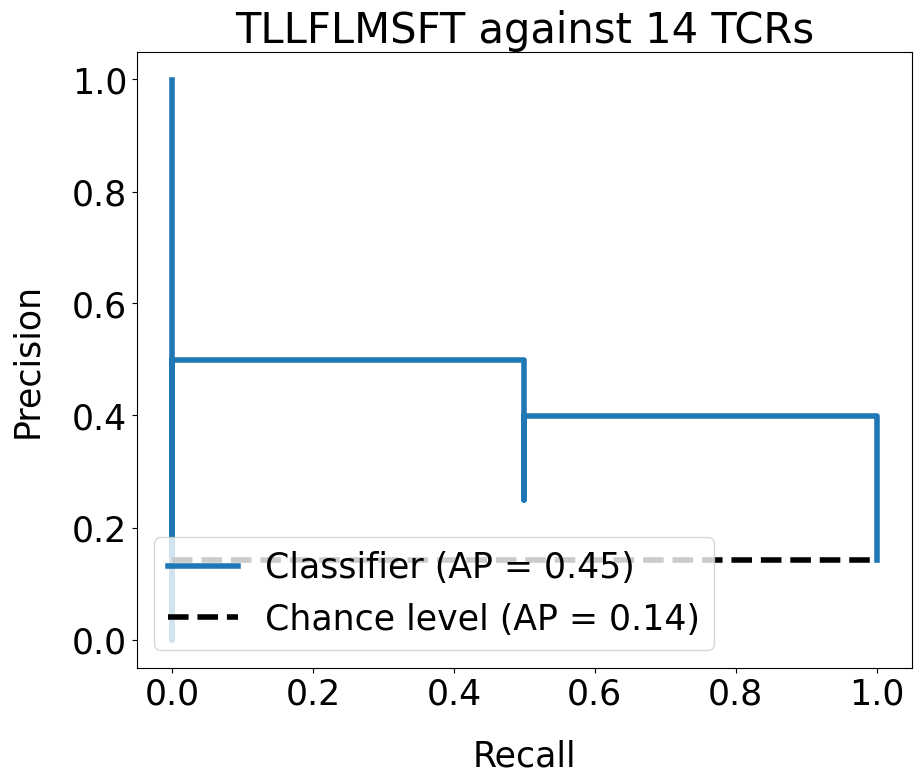 TLLFLMSFT against 14 TCRs
1.0
0.8
0.6
0.4
0.2
0.0
Precision
Classifier (AP = 0.45)
Chance level (AP = 0.14)
0.0 0.2 0.4 0.6 0.8 1.0
Recall